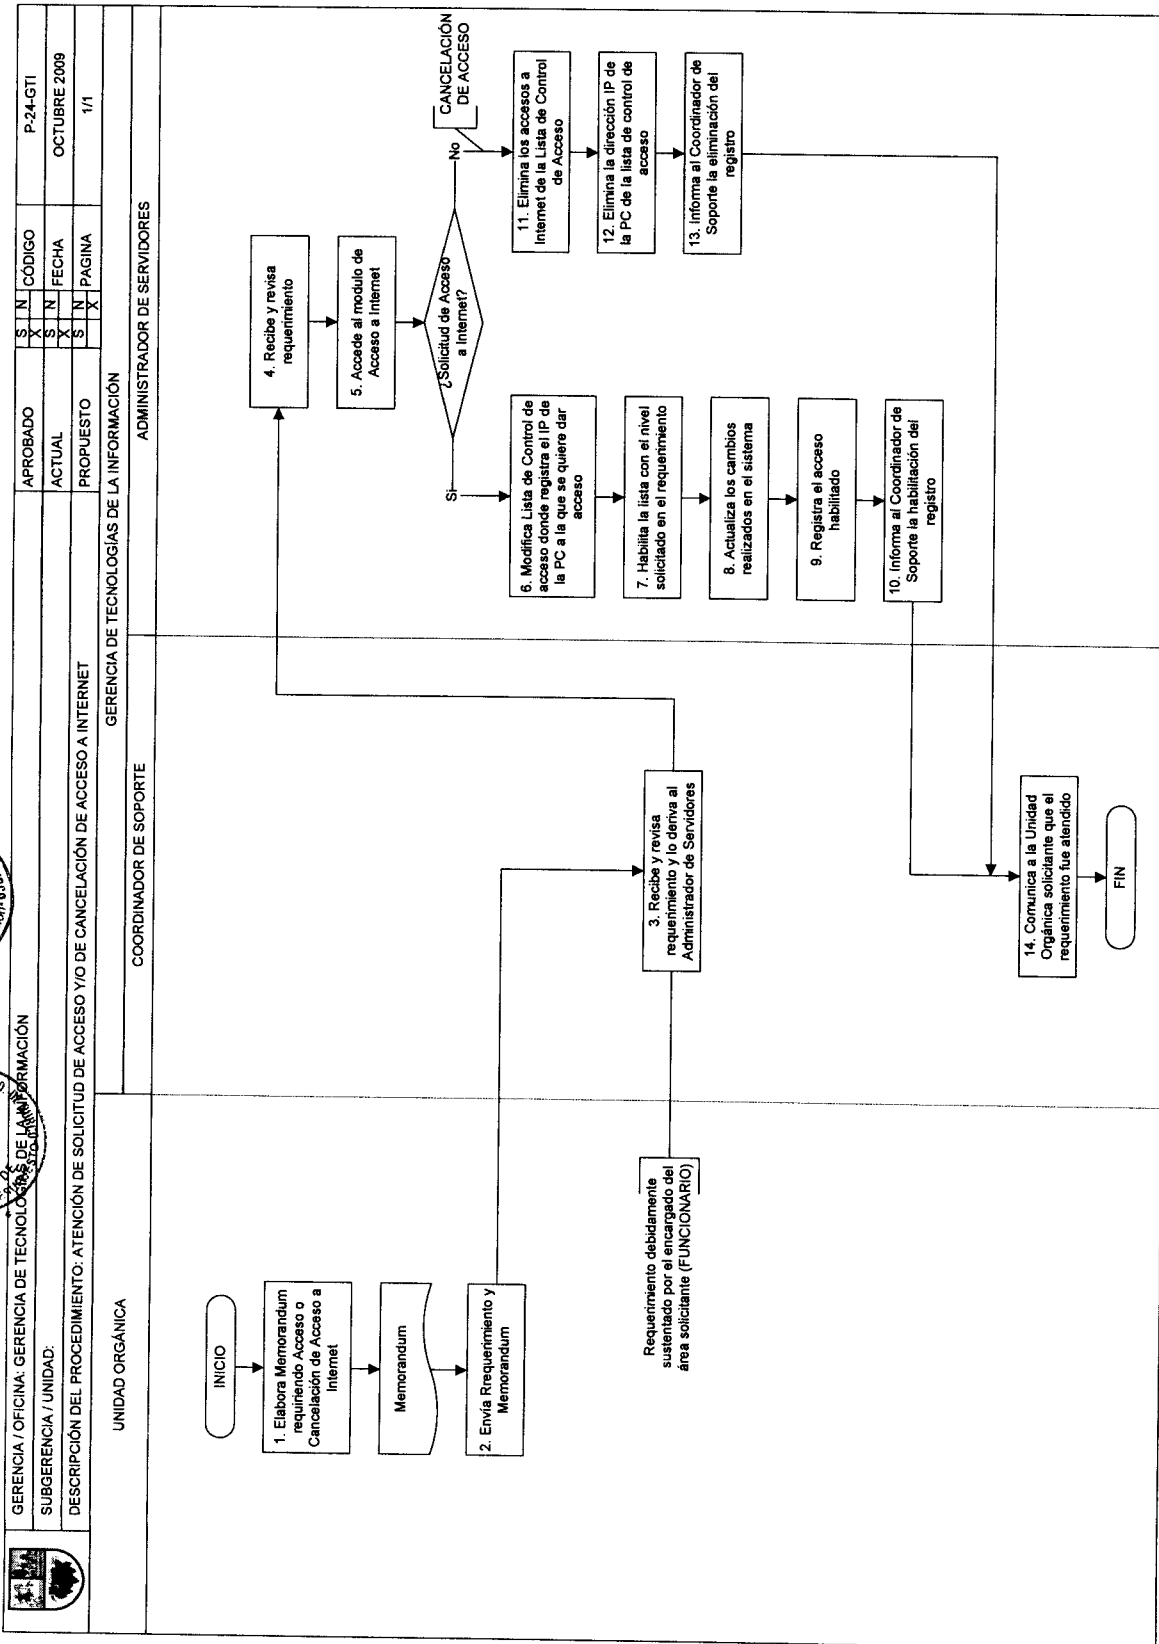 GERENCIA / OFICINA: GERENCIA DE TECNOLOGÍAS DE LA INFORMACIÓN
APROBADO
S N
X
CÓDIGO
P-24-GTI
SUBGERENCIA / UNIDAD:
ACTUAL
S N
X
FECHA
OCTUBRE 2009
DESCRIPCIÓN DEL PROCEDIMIENTO: ATENCIÓN DE SOLICITUD DE ACCESO Y/O DE CANCELACIÓN DE ACCESO A INTERNET
PROPUESTO
S N
X
PAGINA
1/1
UNIDAD ORGÁNICA
GERENCIA DE TECNOLOGÍAS DE LA INFORMACIÓN
COORDINADOR DE SOPORTE
ADMINISTRADOR DE SERVIDORES
INICIO
1. Elabora Memorandum
requiriendo Acceso o
Cancelación de Acceso a
Internet
Memorandum
2. Envía Rrequerimiento y
Memorandum
Requerimiento debidamente
sustentado por el encargado del
área solicitante (FUNCIONARIO)
3. Recibe y revisa
requerimiento y lo deriva al
Administrador de Servidores
4. Recibe y revisa
requerimiento
5. Accede al modulo de
Acceso a Internet
¿Solicitud de Acceso
a Internet?
Si
No
CANCELACIÓN
DE ACCESO
6. Modifica Lista de Control de
acceso donde registra el IP de
la PC a la que se quiere dar
acceso
7. Habilita la lista con el nivel
solicitado en el requerimiento
8. Actualiza los cambios
realizados en el sistema
9. Registra el acceso
habilitado
10. Informa al Coordinador de
Soporte la habilitación del
registro
11. Elimina los accesos a
Internet de la Lista de Control
de Acceso
12. Elimina la dirección IP de
la PC de la lista de control de
acceso
13. Informa al Coordinador de
Soporte la eliminación del
registro
14. Comunica a la Unidad
Orgánica solicitante que el
requerimiento fue atendido
FIN